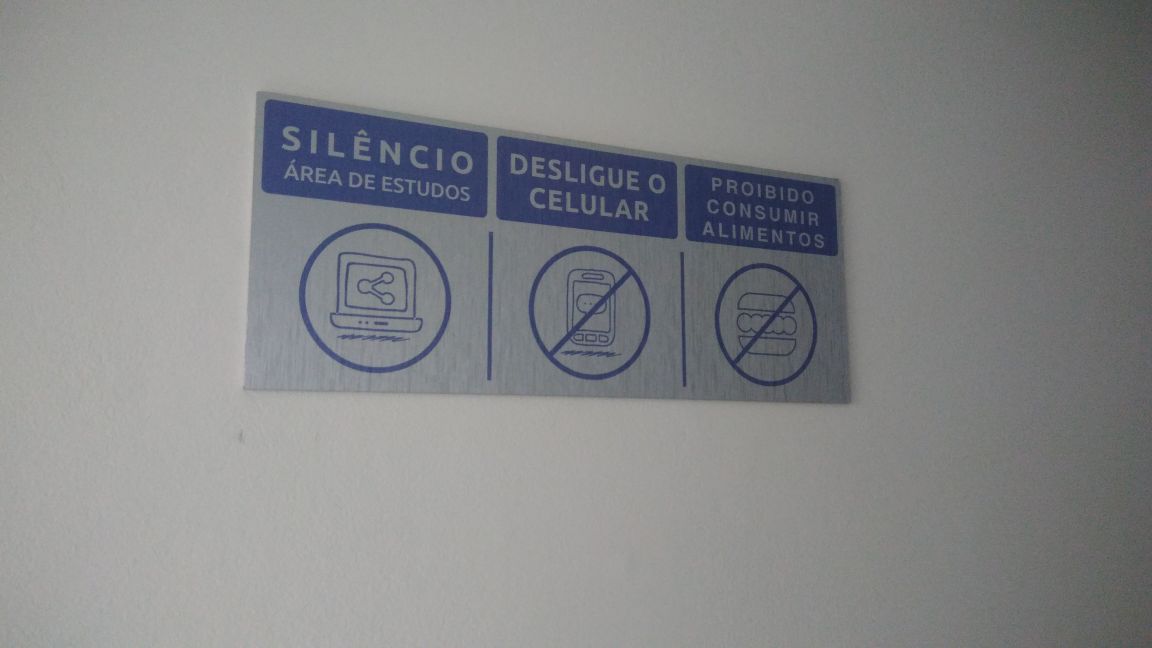 SILÊNCIO
ÁREA DE ESTUDOS
DESLIGUE O
CELULAR
PROIBIDO
CONSUMIR
ALIMENTOS